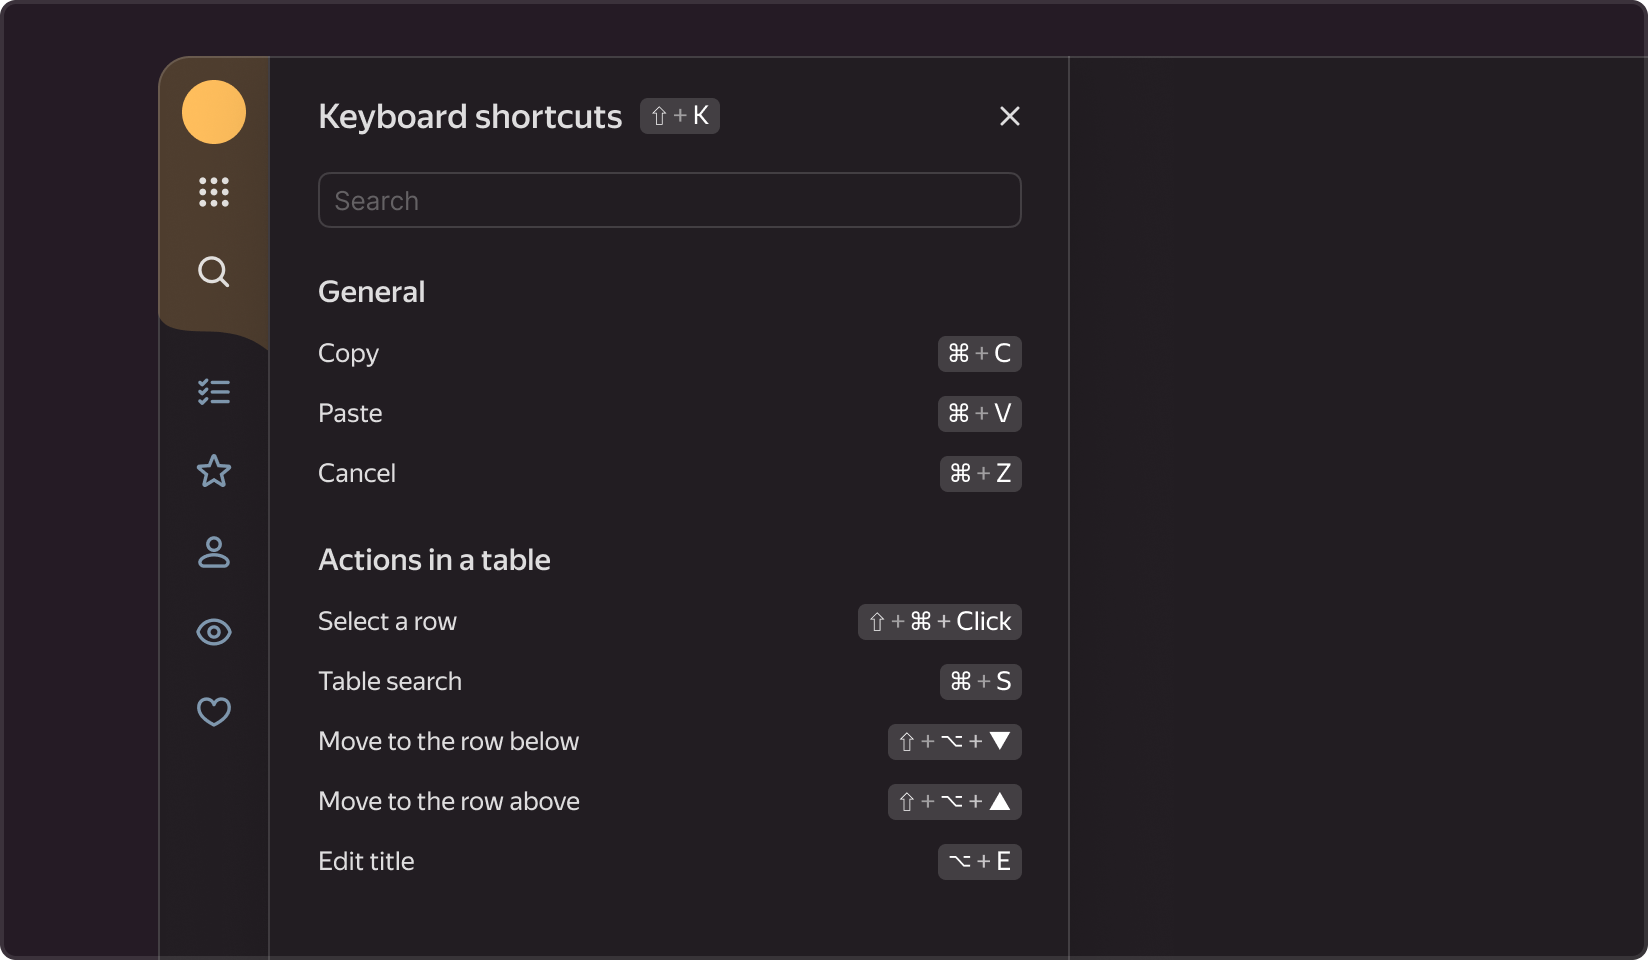 Keyboard shortcuts ⇧ + K
Search
General
Copy ⌘ + C
Paste ⌘ + V
Cancel ⌘ + Z
Actions in a table
Select a row ⇧ + ⌘ + Click
Table search ⌘ + S
Move to the row below ⇧ + ⌥ + ▼
Move to the row above ⇧ + ⌥ + ▲
Edit title ⌥ + E